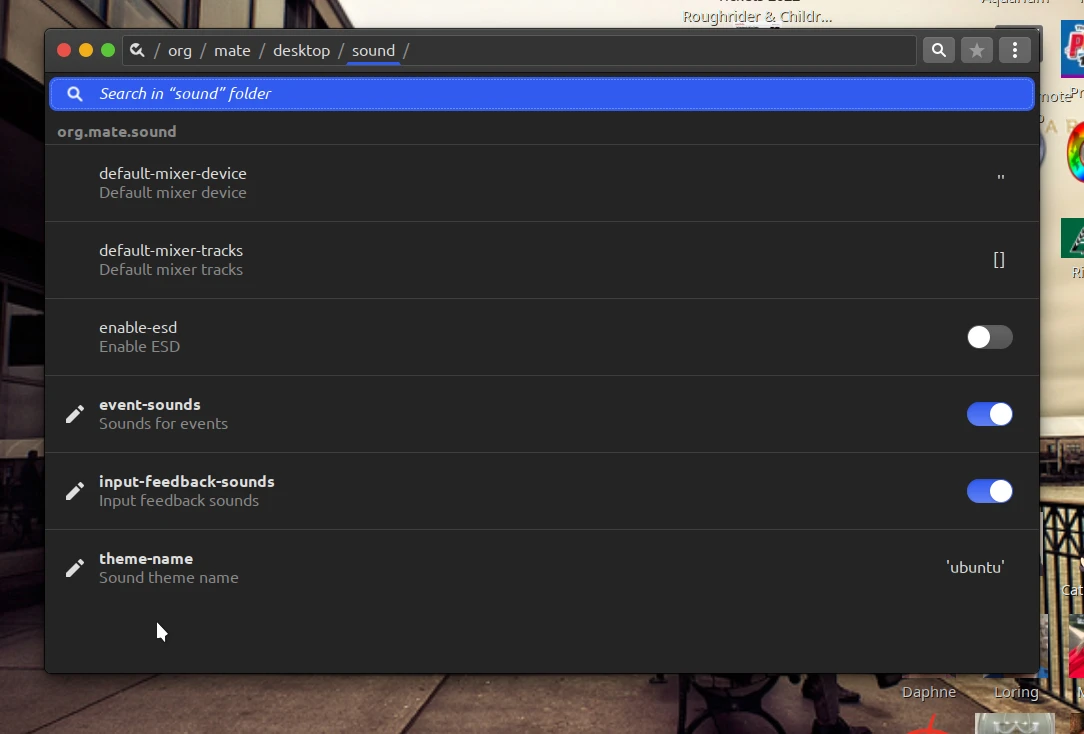 Roughrider & Childr...
/ org / mate / desktop / sound /
Search in “sound” folder
org.mate.sound
default-mixer-device
Default mixer device
''
default-mixer-tracks
Default mixer tracks
[]
enable-esd
Enable ESD
event-sounds
Sounds for events
input-feedback-sounds
Input feedback sounds
theme-name
Sound theme name
'ubuntu'
Daphne
Loring